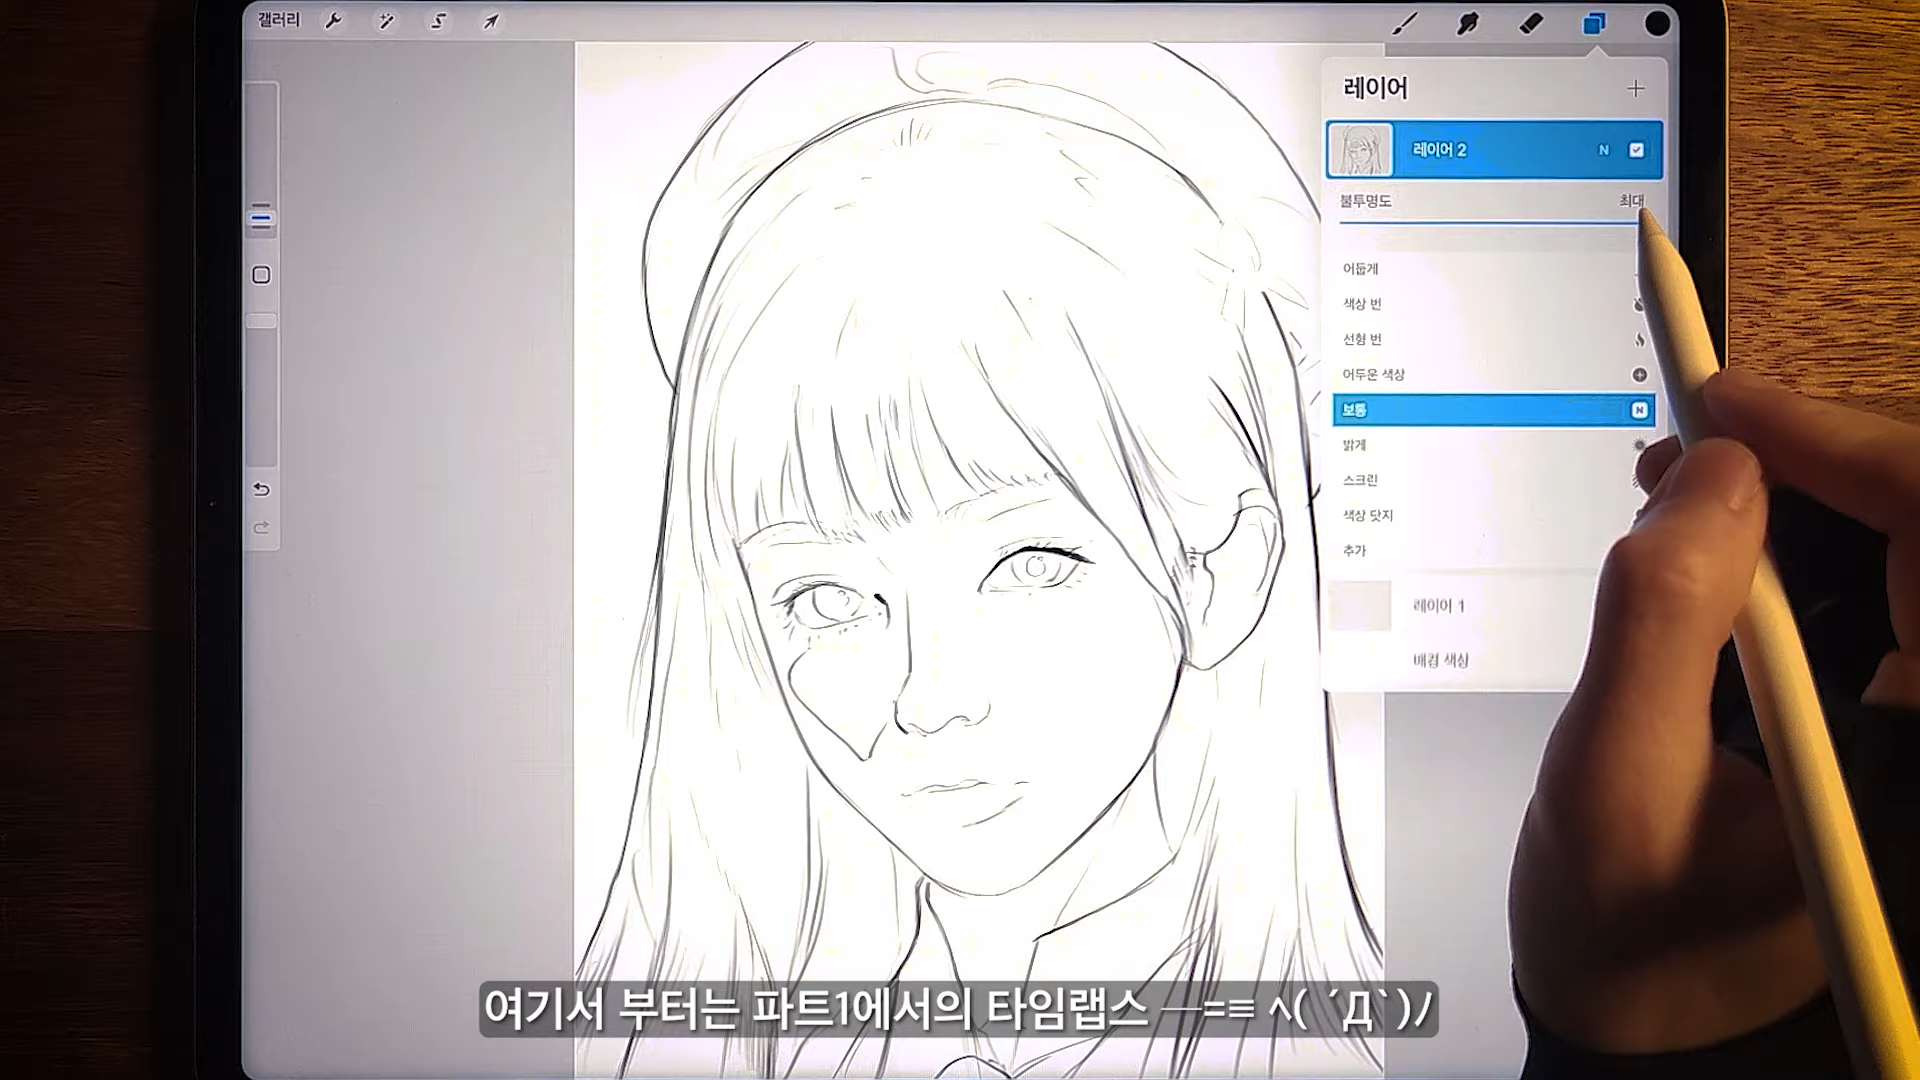 갤러리
레이어
레이어 2 N
불투명도 최대
어둡게
색상 번
선형 번
어두운 색상
보통 N
밝게
스크린
색상 닷지
추가
레이어 1
배경 색상
여기서 부터는 파트1에서의 타임랩스 ─=≡ ㅅ( ´Д`)ﾉ